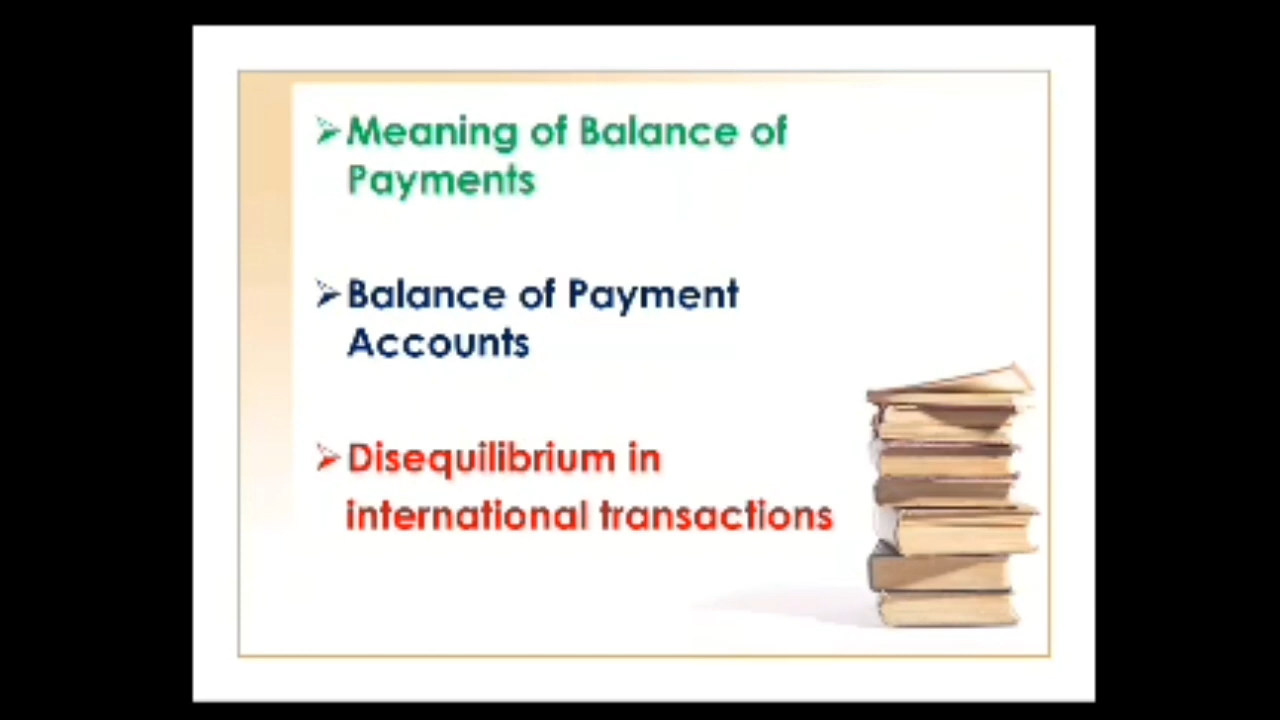 ➢Meaning of Balance of
Payments
➢Balance of Payment
Accounts
➢Disequilibrium in
international transactions